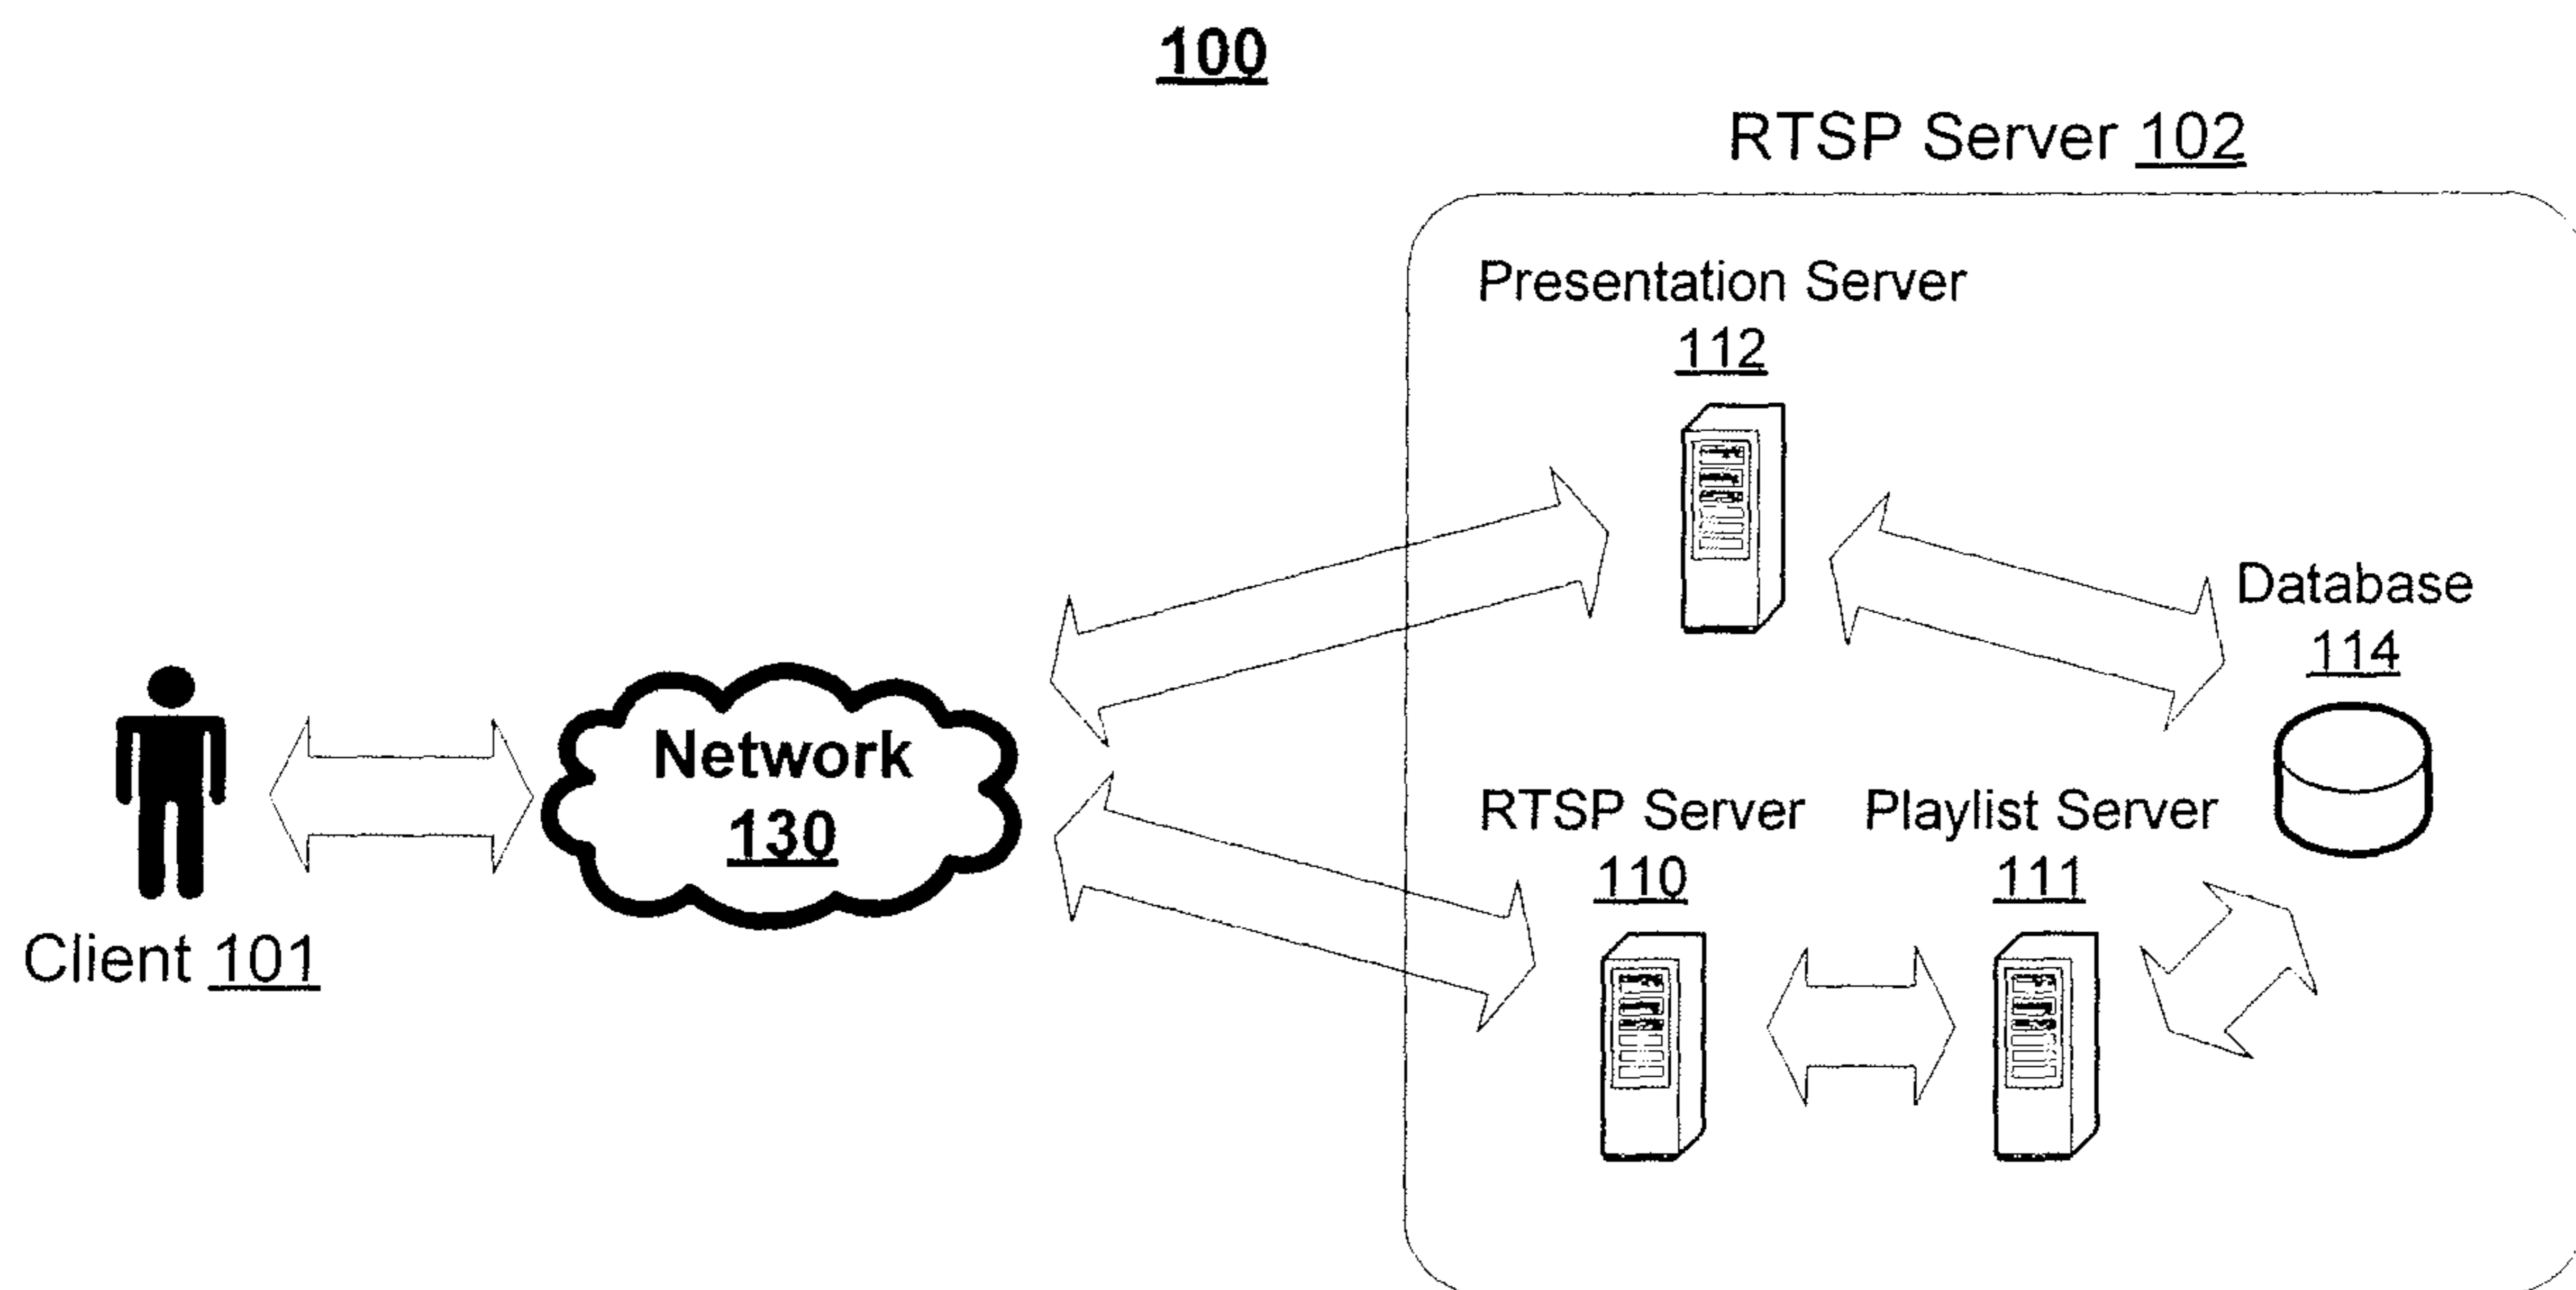 100
RTSP Server 102
Presentation Server
112
Database
114
Network
130
RTSP Server
110
Playlist Server
111
Client 101